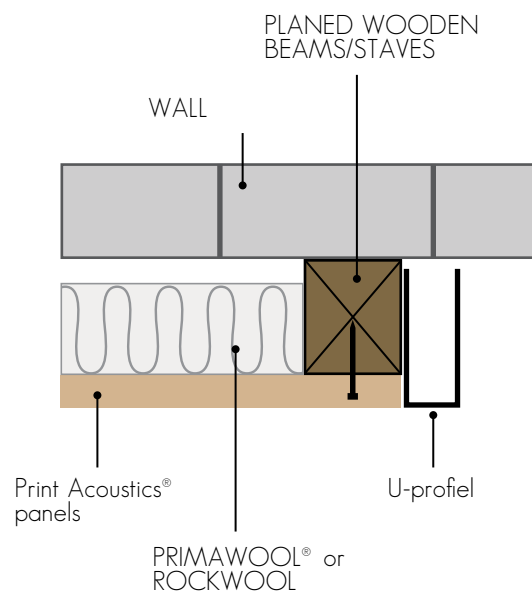 PLANED WOODEN
BEAMS/STAVES
WALL
Print Acoustics®
panels
U-profiel
PRIMAWOOL® or
ROCKWOOL